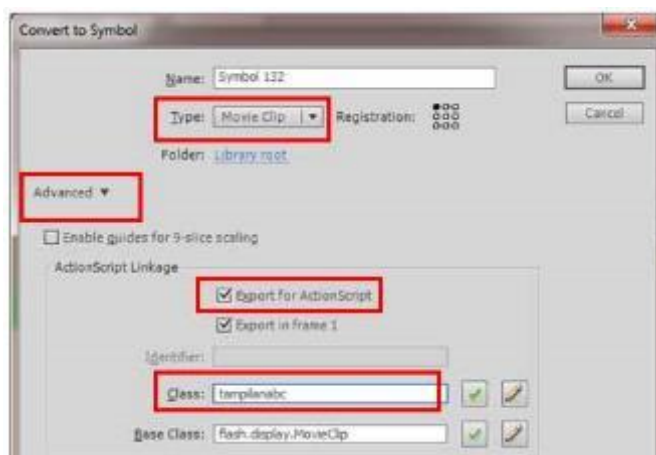 Convert to Symbol
Name: Symbol 132
OK
Type: Movie Clip Registration:
Cancel
Folder: Library root
Advanced
Enable guides for 9-slice scaling
ActionScript Linkage
Export for ActionScript
Export in frame 1
Identifier:
Class: tampilanabc
Base Class: flash.display.MovieClip